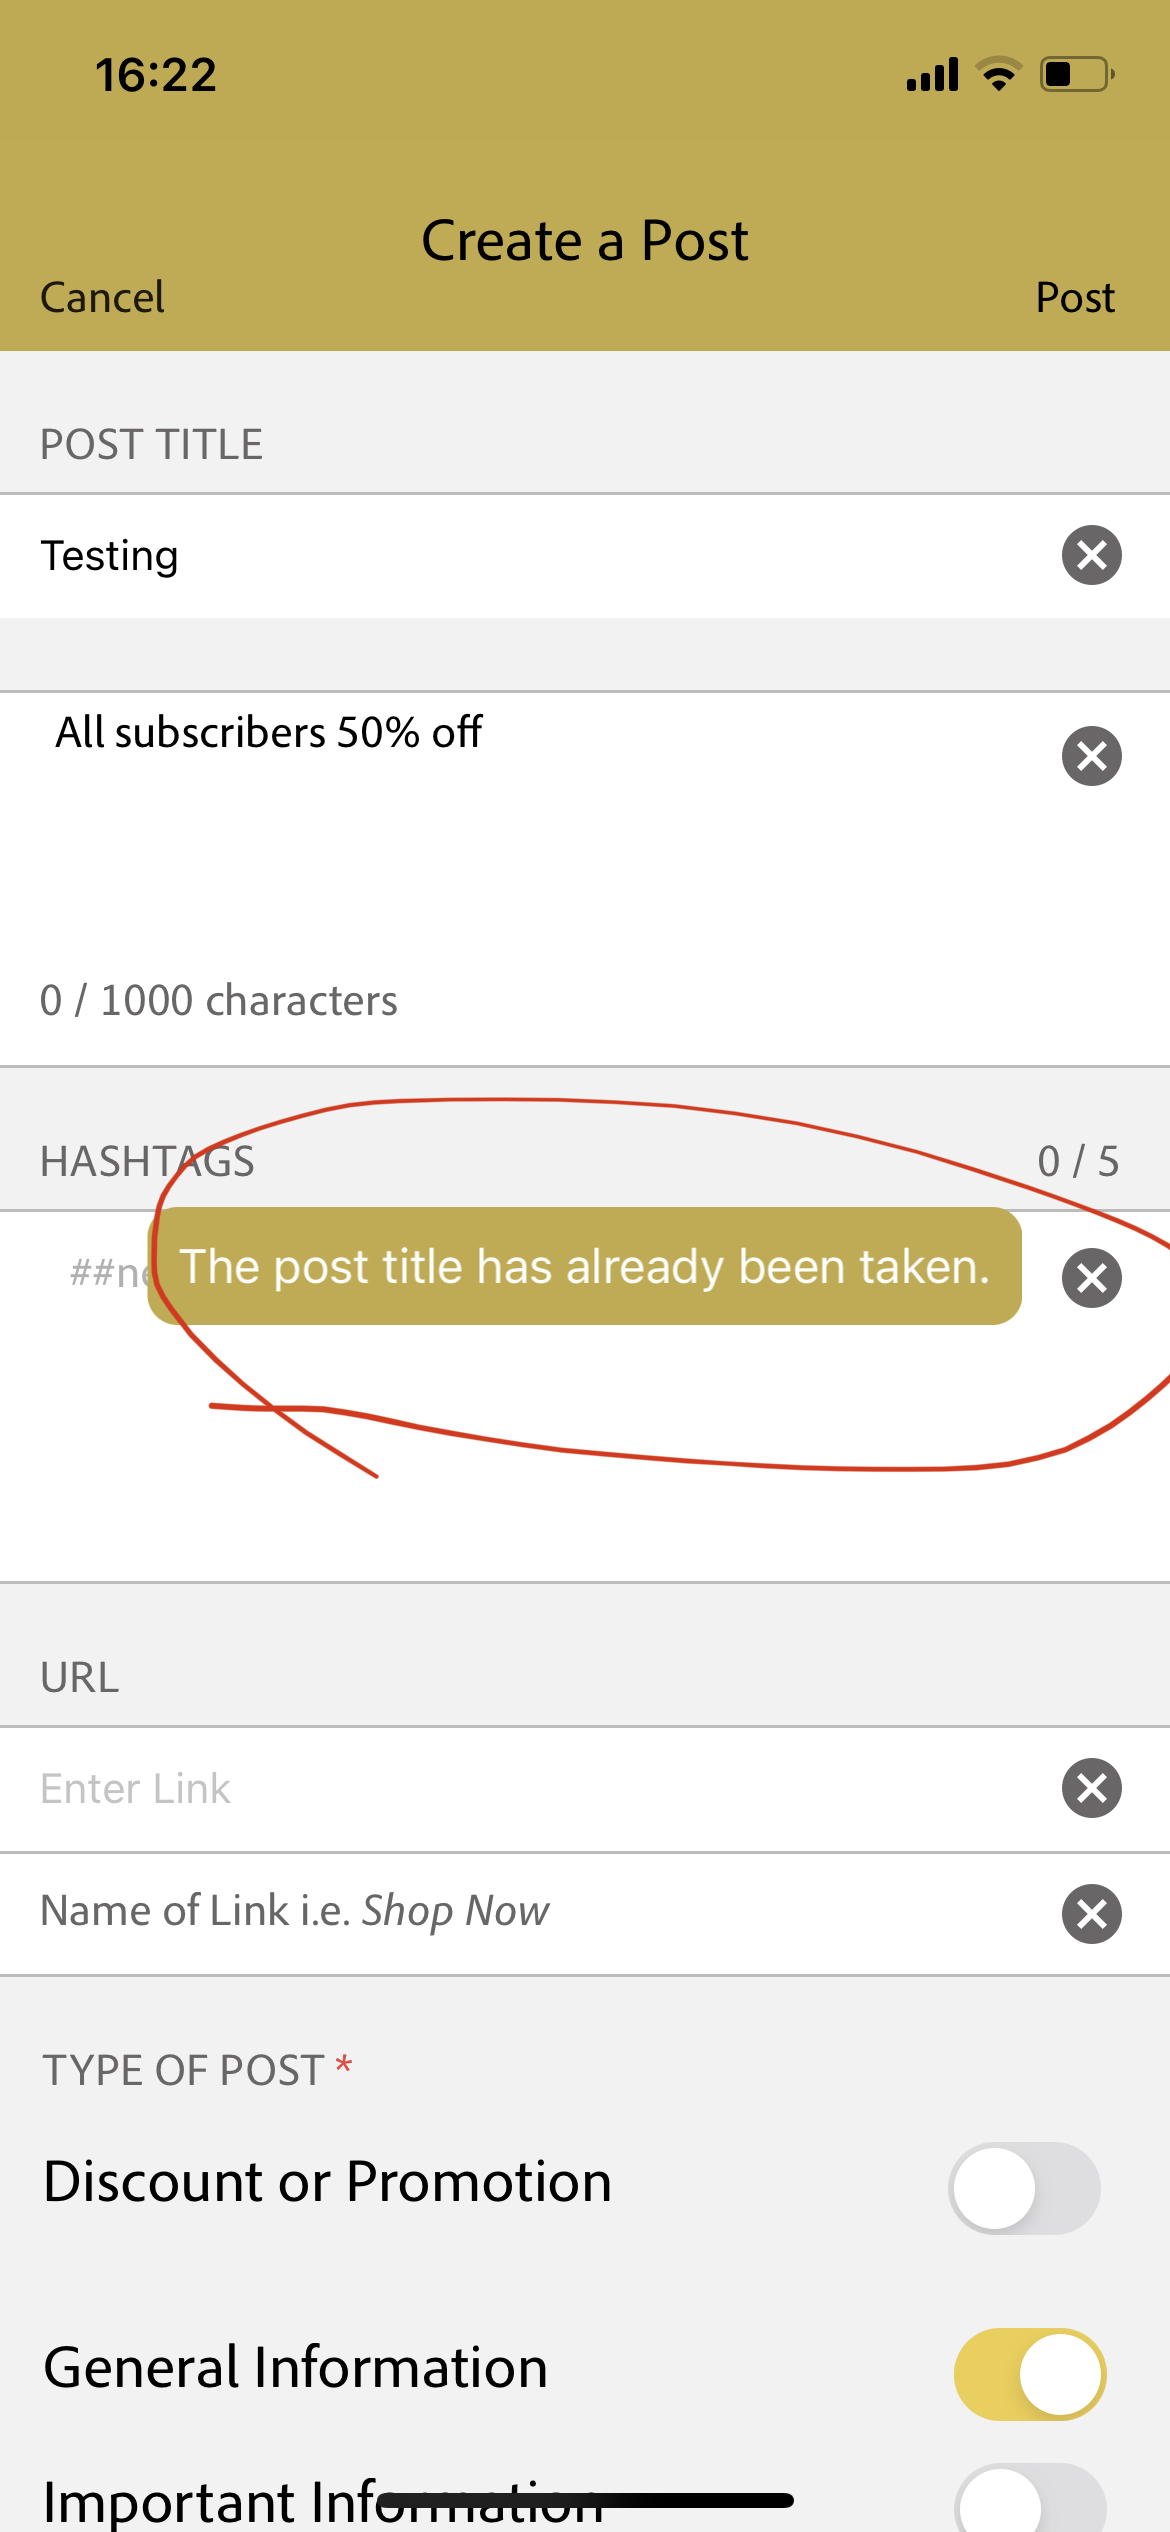 16:22
Create a Post
Cancel
Post
POST TITLE
Testing
All subscribers 50% off
0 / 1000 characters
HASHTAGS
0 / 5
##ne
The post title has already been taken.
URL
Enter Link
Name of Link i.e. Shop Now
TYPE OF POST *
Discount or Promotion
General Information
Important Information